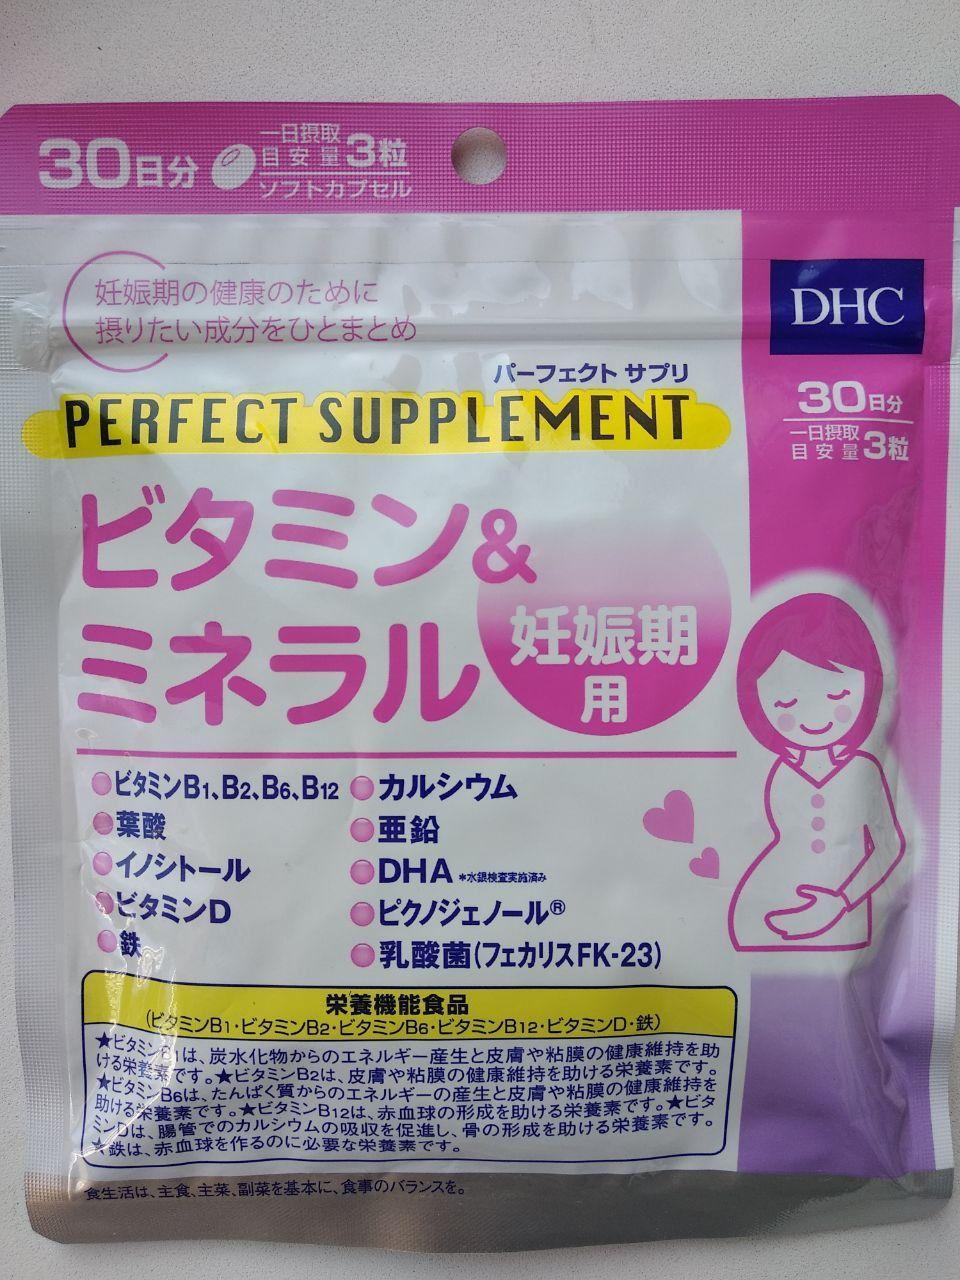 30日分
一日摂取
目安量3粒
ソフトカプセル
妊娠期の健康のために
摂りたい成分をひとまとめ
DHC
パーフェクト サプリ
PERFECT SUPPLEMENT
30日分
一日摂取
目安量3粒
ビタミン&
ミネラル
妊娠期
用
ビタミンB1、B2、B6、B12
葉酸
イノシトール
ビタミンD
鉄
カルシウム
亜鉛
DHA *水銀検査実施済み
ピクノジェノール®
乳酸菌(フェカリスFK-23)
栄養機能食品
(ビタミンB1・ビタミンB2・ビタミンB6・ビタミンB12・ビタミンD・鉄)
★ビタミンB1は、炭水化物からのエネルギー産生と皮膚や粘膜の健康維持を助
ける栄養素です。★ビタミンB2は、皮膚や粘膜の健康維持を助ける栄養素です。
★ビタミンB6は、たんぱく質からのエネルギーの産生と皮膚や粘膜の健康維持を
助ける栄養素です。★ビタミンB12は、赤血球の形成を助ける栄養素です。★ビタ
ミンDは、腸管でのカルシウムの吸収を促進し、骨の形成を助ける栄養素です。
★鉄は、赤血球を作るのに必要な栄養素です。
食生活は、主食、主菜、副菜を基本に、食事のバランスを。